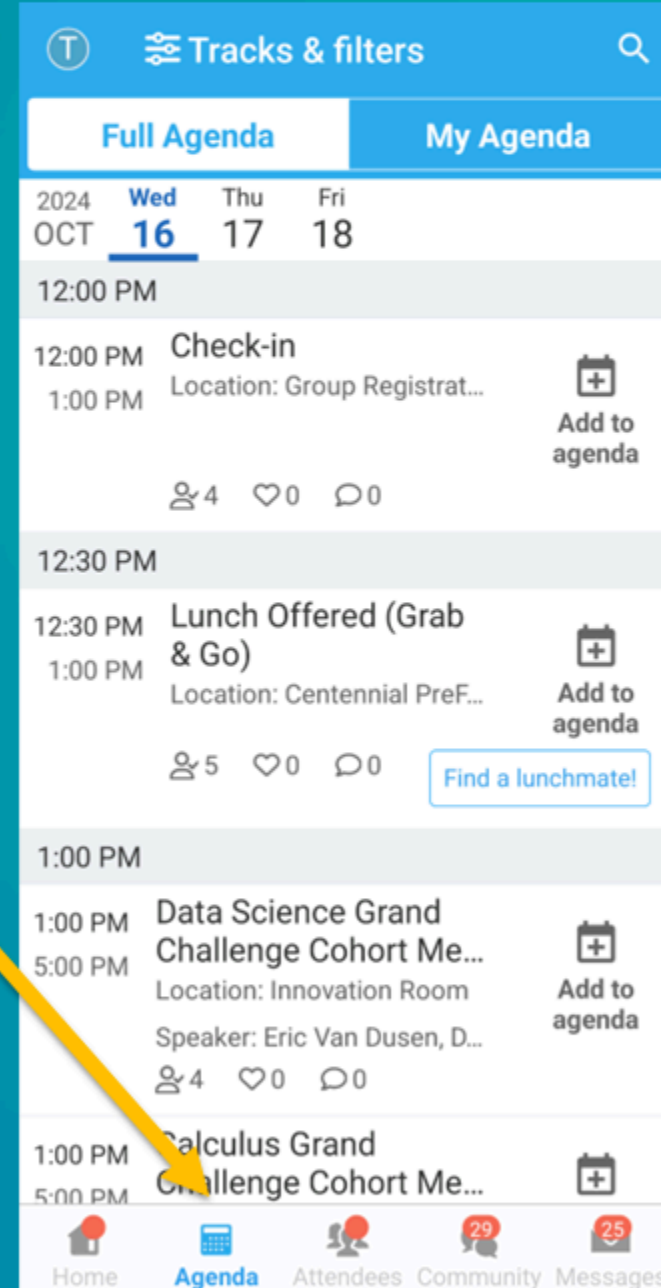 T Tracks & filters
Full Agenda My Agenda
2024 Wed Thu Fri
OCT 16 17 18
12:00 PM
12:00 PM Check-in
1:00 PM Location: Group Registrat...
Add to
agenda
4 0 0
12:30 PM
12:30 PM Lunch Offered (Grab
1:00 PM & Go)
Location: Centennial PreF...
Add to
agenda
5 0 0 Find a lunchmate!
1:00 PM
1:00 PM Data Science Grand
5:00 PM Challenge Cohort Me...
Location: Innovation Room
Speaker: Eric Van Dusen, D...
Add to
agenda
4 0 0
1:00 PM Calculus Grand
5:00 PM Challenge Cohort Me...
29 25
Home Agenda Attendees Community Messages